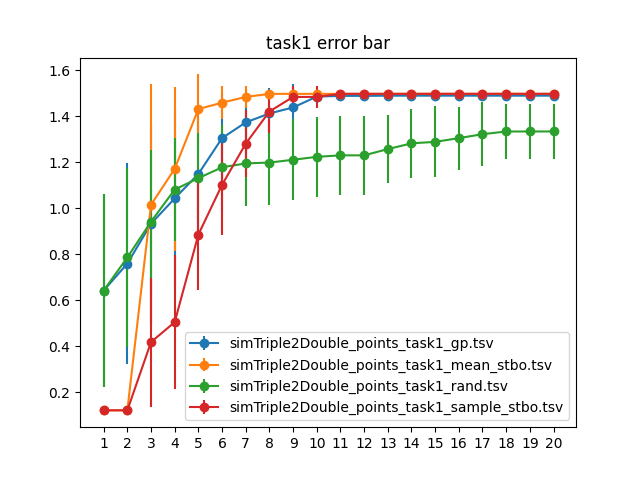 task1 error bar
1.6
1.4
1.2
1.0
0.8
0.6
0.4
0.2
simTriple2Double_points_task1_gp.tsv
simTriple2Double_points_task1_mean_stbo.tsv
simTriple2Double_points_task1_rand.tsv
simTriple2Double_points_task1_sample_stbo.tsv
1 2 3 4 5 6 7 8 9 10 11 12 13 14 15 16 17 18 19 20